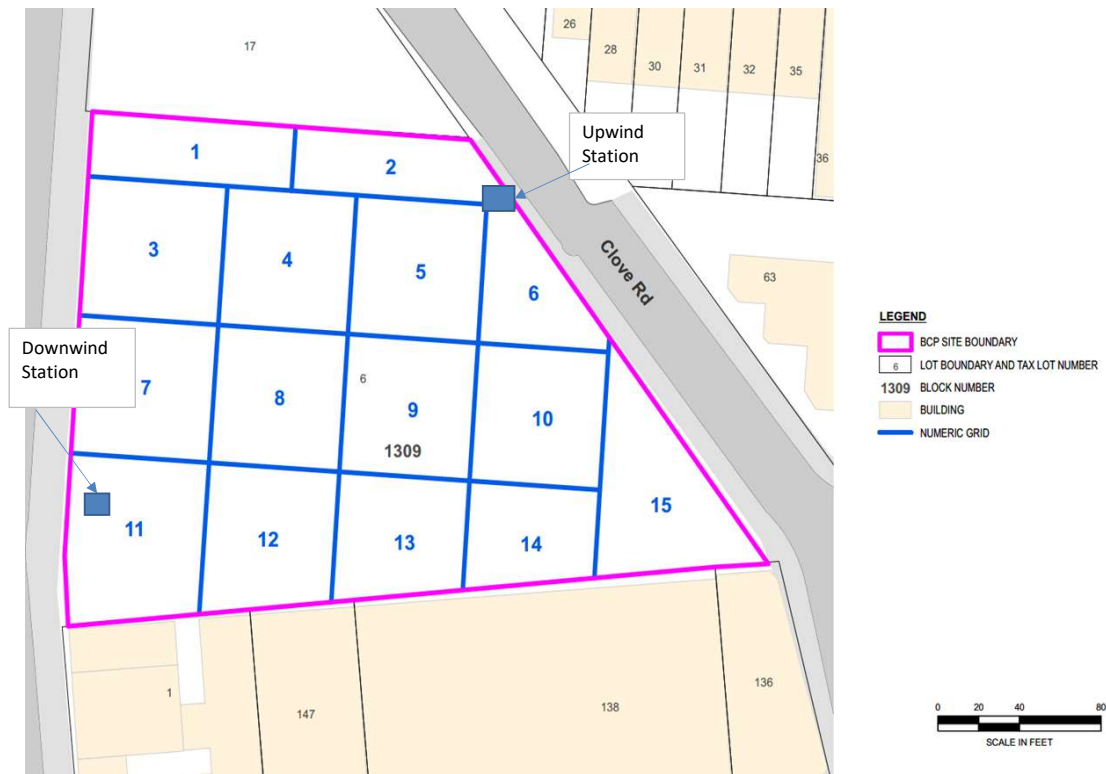 17
26
28
30
31
32
35
36
Upwind
Station
1
2
Clove Rd
63
3
4
5
6
Downwind
Station
7
8
6
9
10
1309
11
12
13
14
15
1
147
138
136
LEGEND
BCP SITE BOUNDARY
6 LOT BOUNDARY AND TAX LOT NUMBER
1309 BLOCK NUMBER
BUILDING
NUMERIC GRID
0 20 40 80
SCALE IN FEET